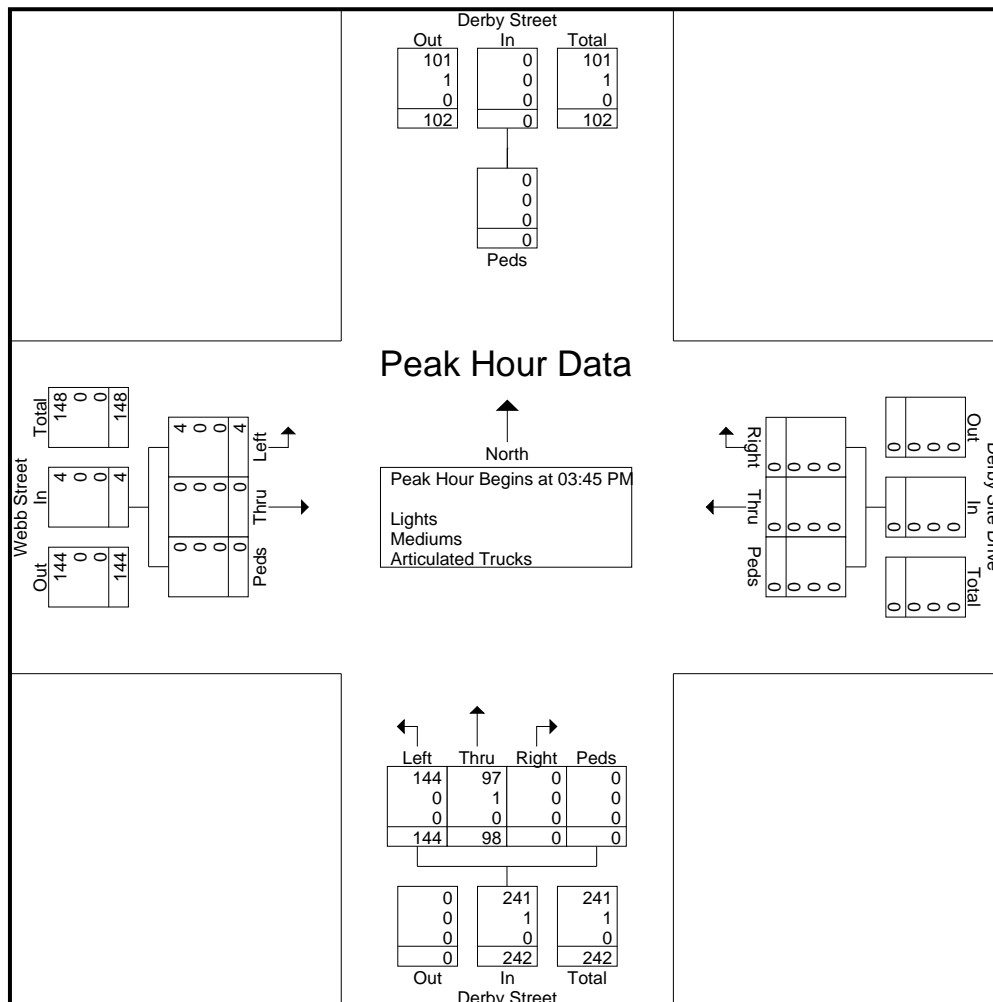 Derby Street
Out In Total
101 0 101
1 0 1
0 0 0
102 0 102
0
0
0
0
Peds
Peak Hour Data
North
Peak Hour Begins at 03:45 PM
Lights
Mediums
Articulated Trucks
Webb Street
Out In Total
144 4 148
0 0 0
0 0 0
144 4 148
Peds Thru Left
0 0 4
0 0 0
0 0 0
0 0 4
Derby Site Drive
Out In Total
0 0 0
0 0 0
0 0 0
0 0 0
Right Thru Peds
0 0 0
0 0 0
0 0 0
0 0 0
Left Thru Right Peds
144 97 0 0
0 1 0 0
0 0 0 0
144 98 0 0
0 241 241
0 1 1
0 0 0
0 242 242
Out In Total
Derby Street